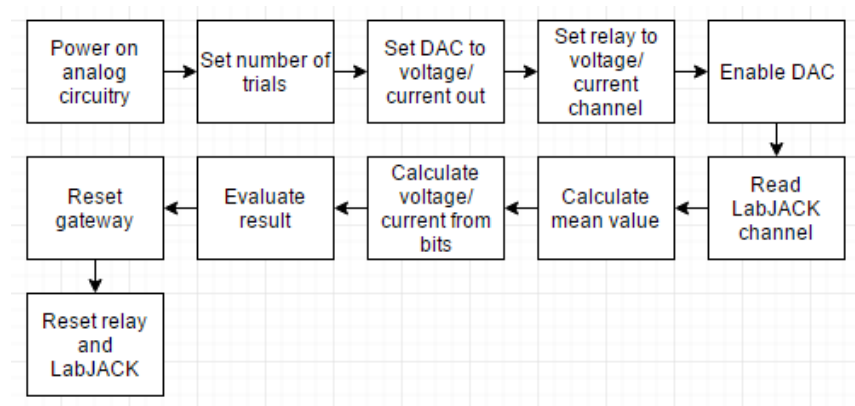 Power on
analog
circuitry
Set number of
trials
Set DAC to
voltage/
current out
Set relay to
voltage/
current
channel
Enable DAC
Read
LabJACK
channel
Calculate
mean value
Calculate
voltage/
current from
bits
Evaluate
result
Reset
gateway
Reset relay
and
LabJACK